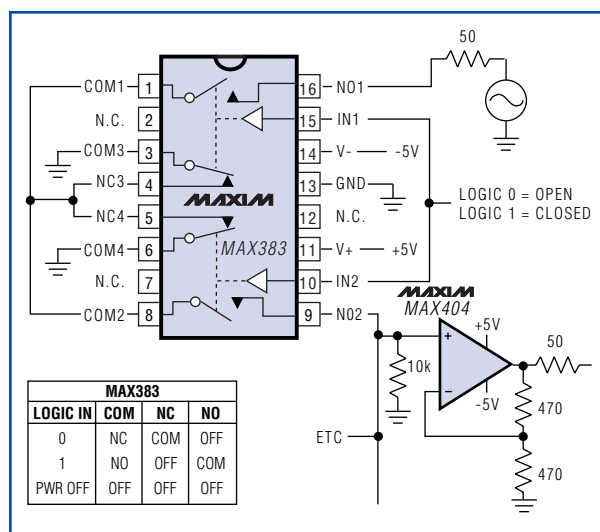 50
COM1 1 16 NO1
N.C. 2 15 IN1
COM3 3 14 V- -5V
NC3 4 13 GND
MAXIM
LOGIC 0 = OPEN
LOGIC 1 = CLOSED
NC4 5 12 N.C.
MAX383
COM4 6 11 V+ +5V
N.C. 7 10 IN2
COM2 8 9 NO2
MAXIM
MAX404
+
+5V
50
10k
-
-5V
470
ETC
470
MAX383
LOGIC IN COM NC NO
0 NC COM OFF
1 NO OFF COM
PWR OFF OFF OFF OFF